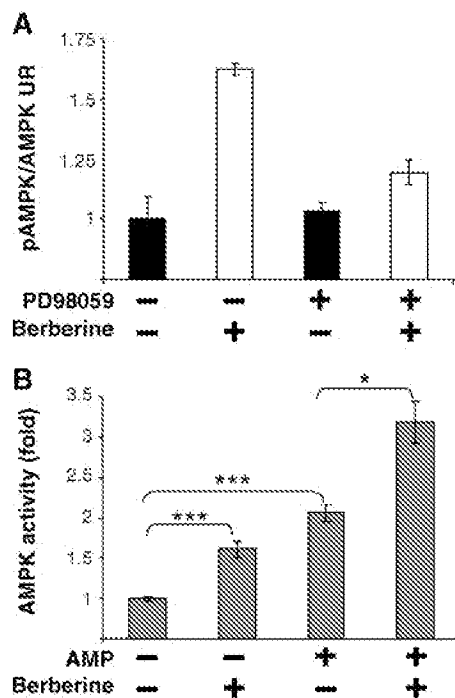 A
pAMPK/AMPK UR
1.75
1.5
1.25
1
PD98059 – – + +
Berberine – + – +
B
AMPK activity (fold)
3.5
3
2.5
2
1.5
1
*
***
***
AMP – – + +
Berberine – + – +